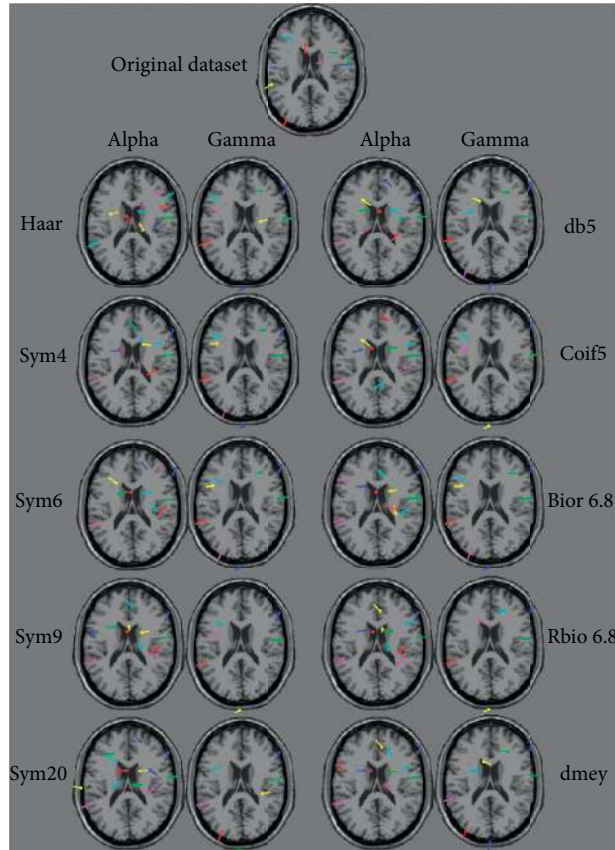 Original dataset
Alpha Gamma Alpha Gamma
Haar db5
Sym4 Coif5
Sym6 Bior 6.8
Sym9 Rbio 6.8
Sym20 dmey